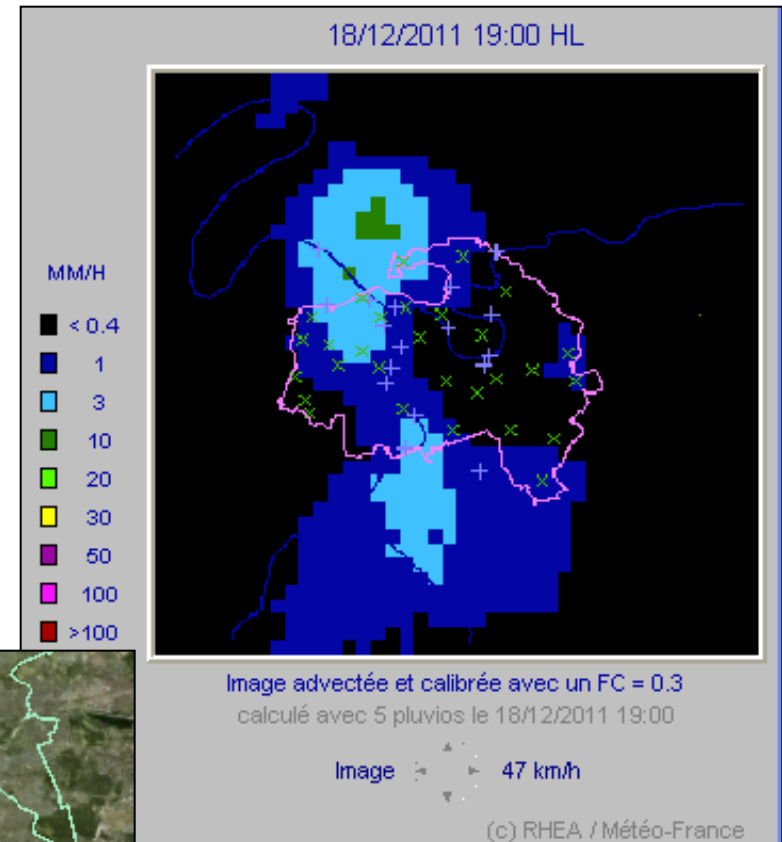 18/12/2011 19:00 HL
MM/H
< 0.4
1
3
10
20
30
50
100
>100
Image advectée et calibrée avec un FC = 0.3
calculé avec 5 pluvios le 18/12/2011 19:00
Image 47 km/h
(c) RHEA / Météo-France